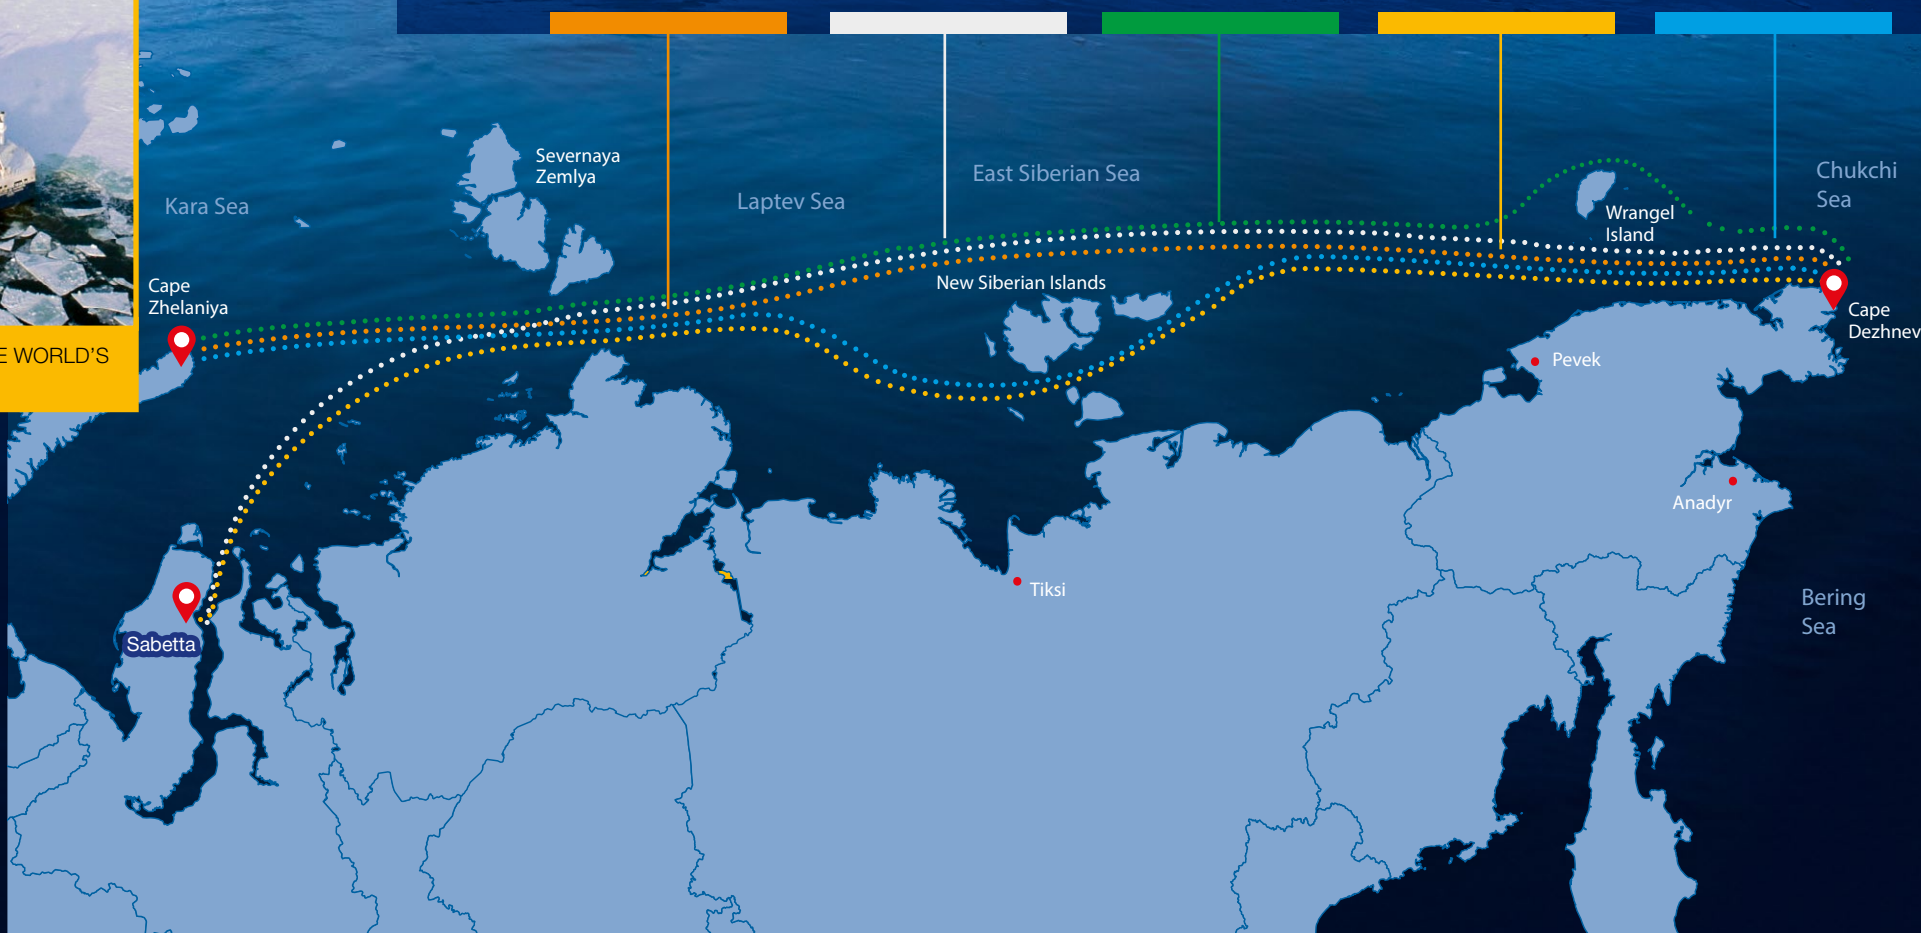 Severnaya
Zemlya
Kara Sea
Laptev Sea
East Siberian Sea
Chukchi
Sea
Wrangel
Island
Cape
Zhelaniya
New Siberian Islands
Cape
Dezhnev
E WORLD'S
Pevek
Anadyr
Tiksi
Bering
Sea
Sabetta